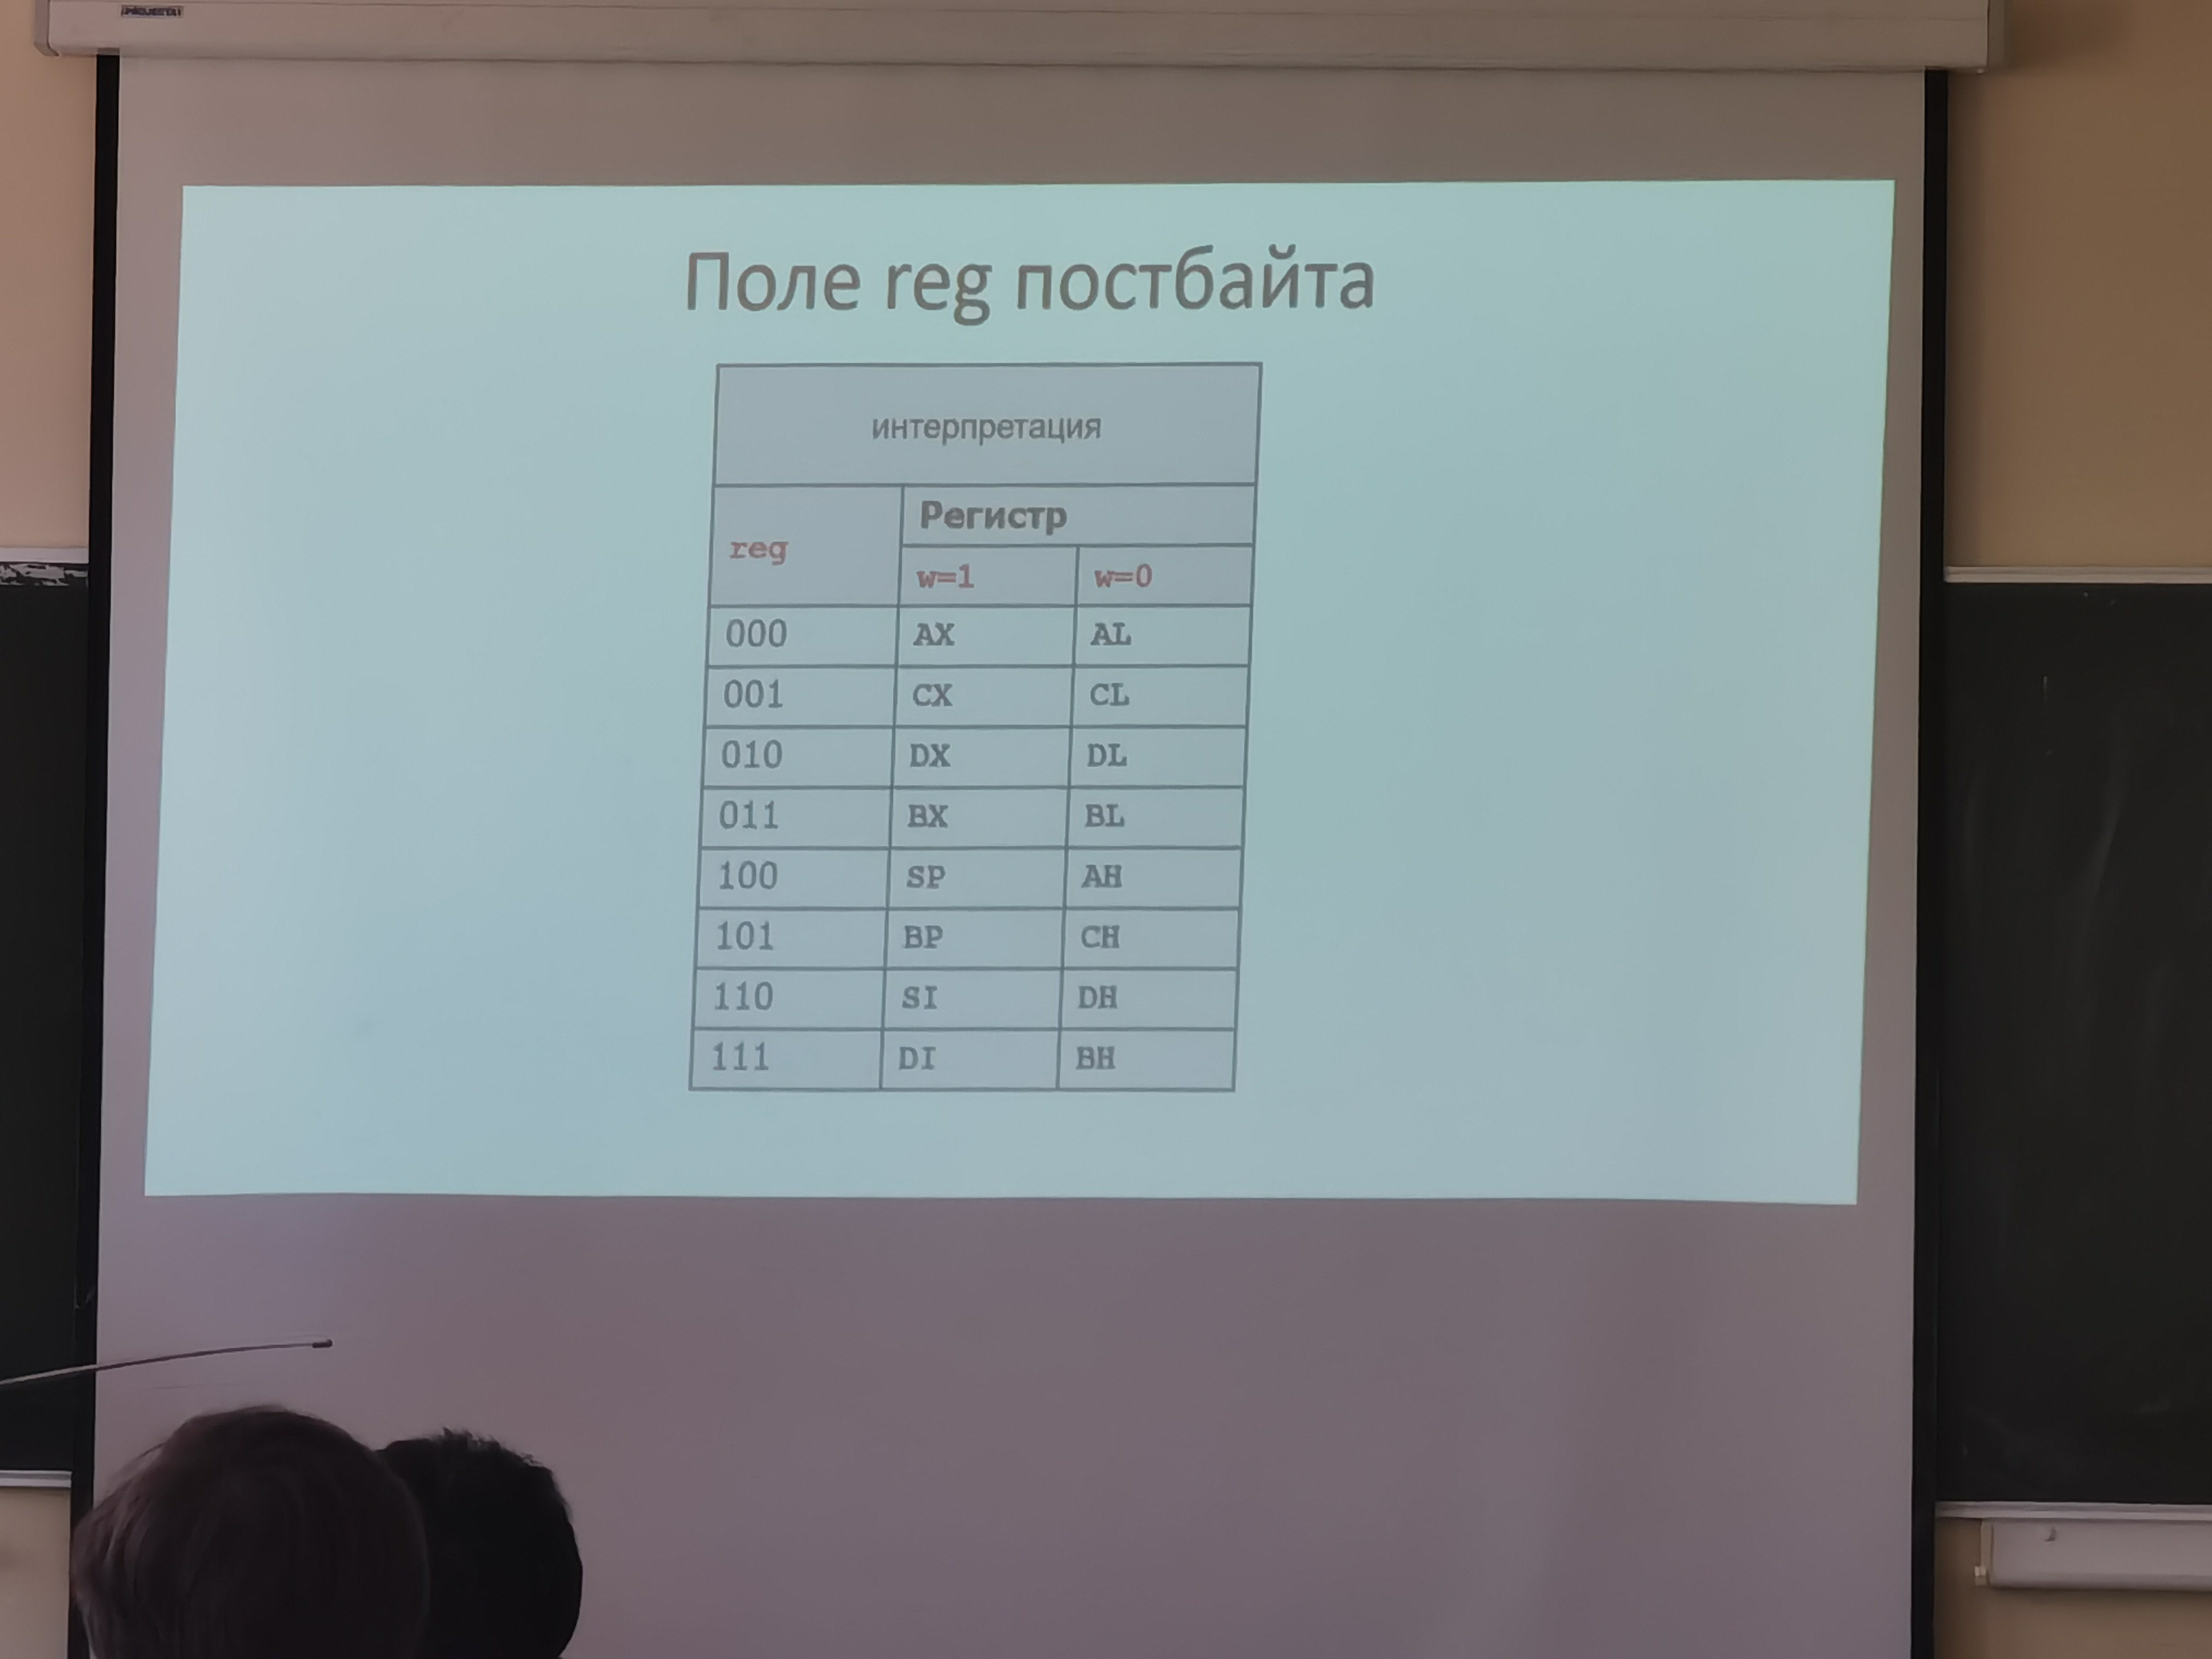 Поле reg постбайта
интерпретация
reg
Регистр
w=1 w=0
000 AX AL
001 CX CL
010 DX DL
011 BX BL
100 SP AH
101 BP CH
110 SI DH
111 DI BH